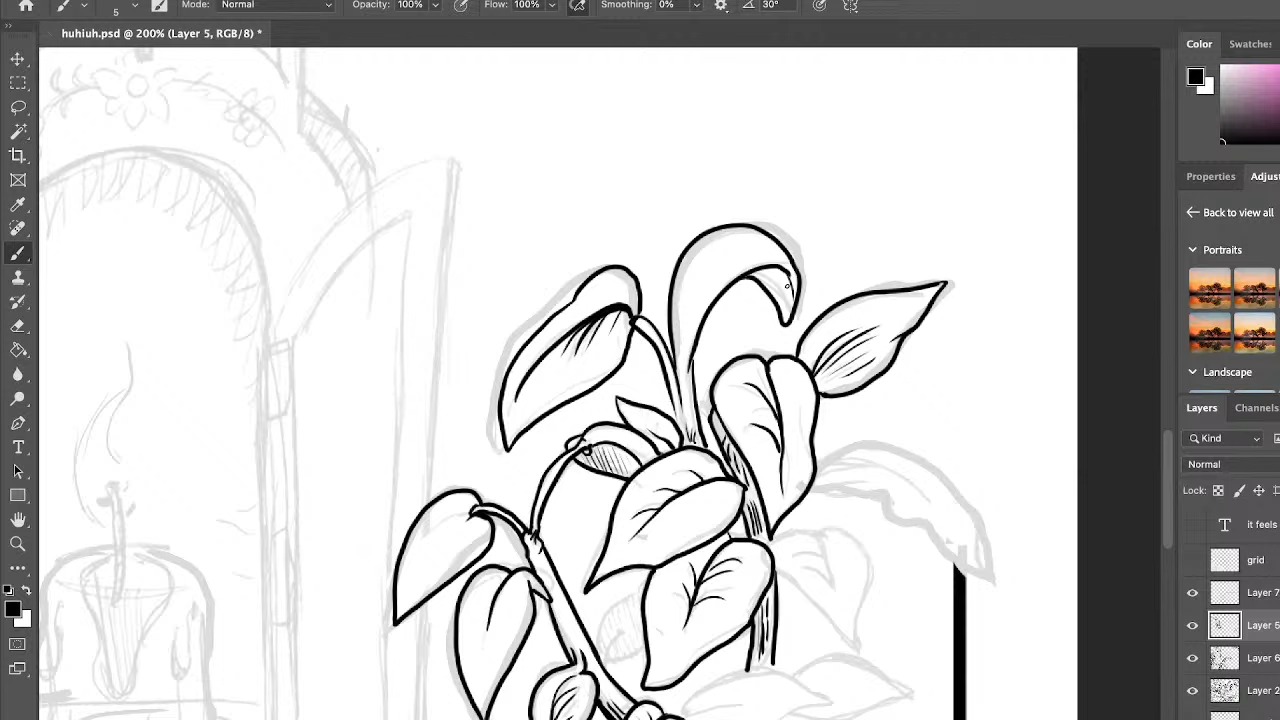 5 Mode: Normal Opacity: 100% Flow: 100% Smoothing: 0% 30°
huhiuh.psd @ 200% (Layer 5, RGB/8) *
Color Swatches
Properties Adjust
Back to view all
Portraits
Landscape
Layers Channels
Kind
Normal
Lock:
it feels
grid
Layer 7
Layer 5
Layer 6
Layer 2